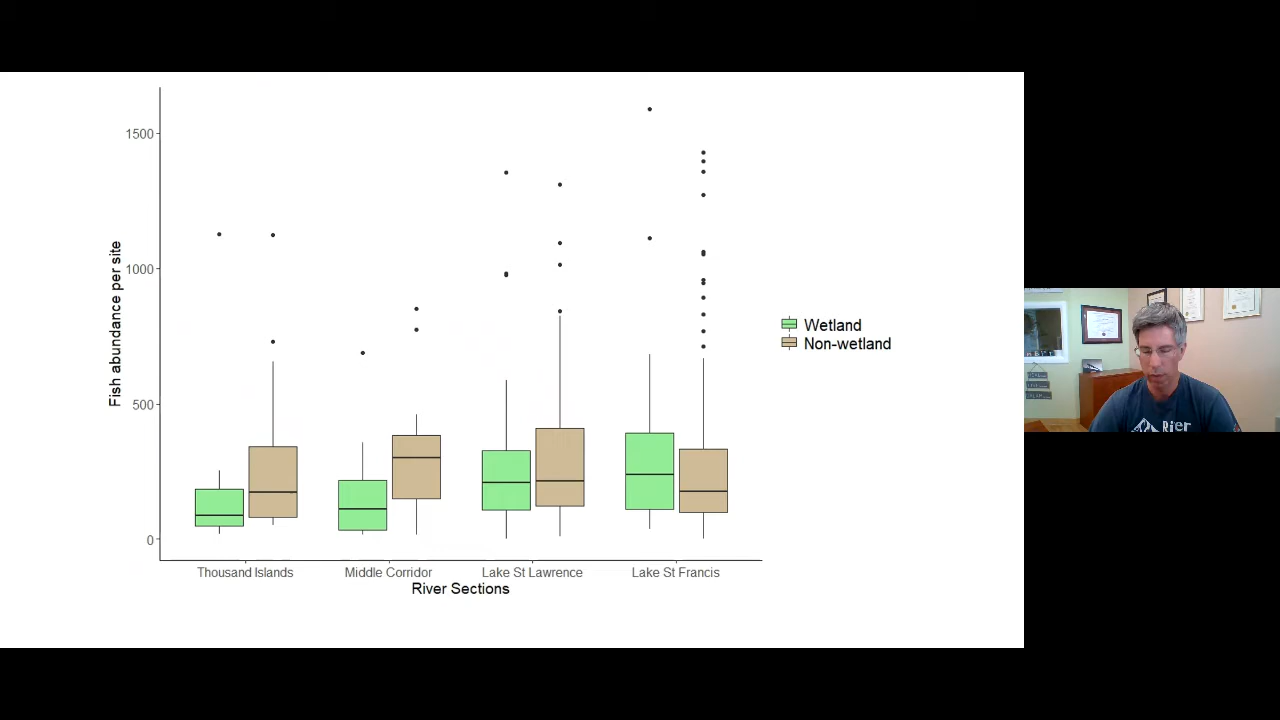 1500
1000
500
0
Fish abundance per site
Thousand Islands
Middle Corridor
Lake St Lawrence
Lake St Francis
River Sections
Wetland
Non-wetland
Rier